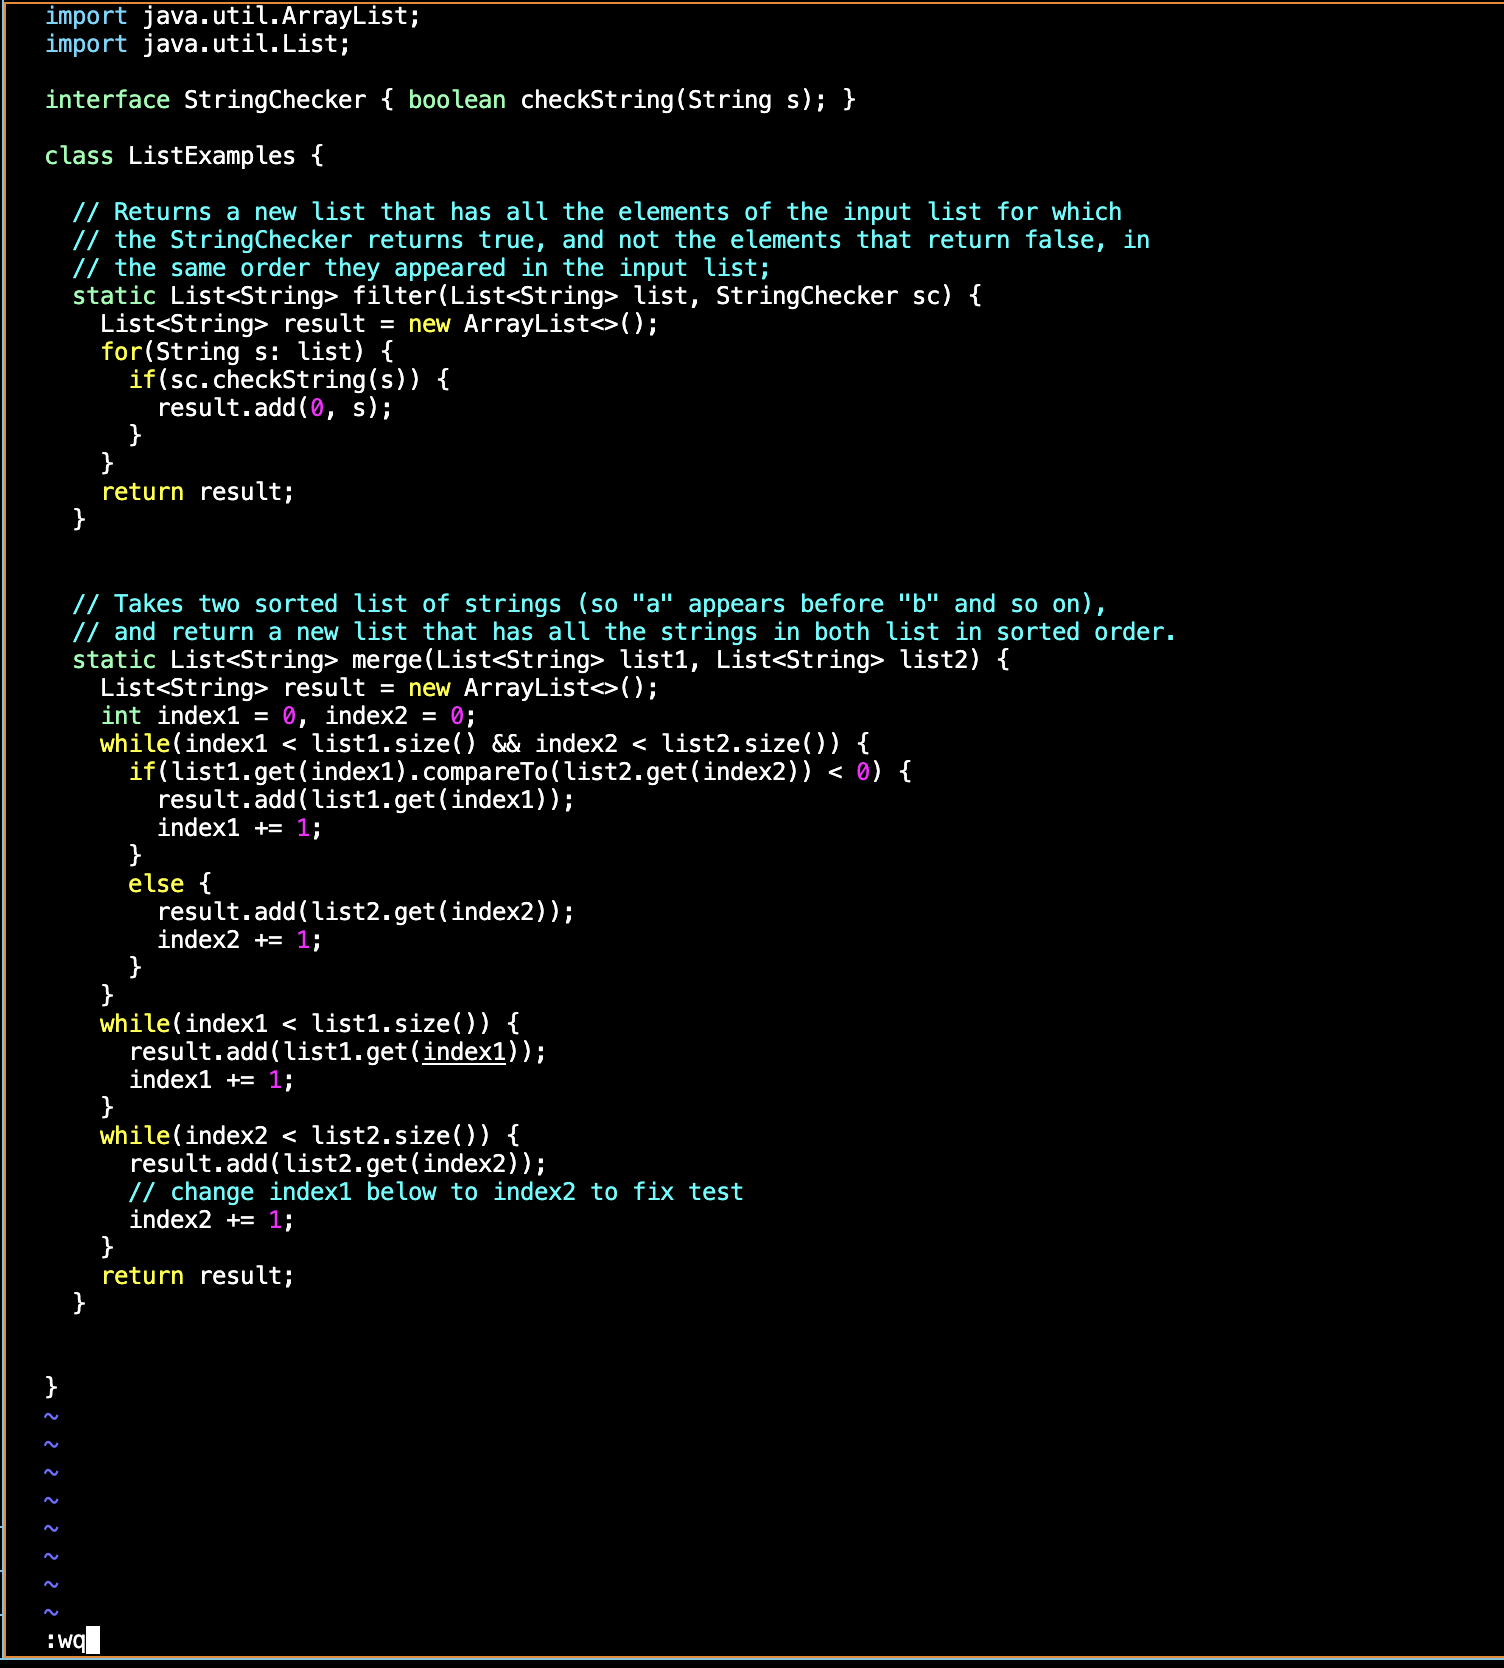 import java.util.ArrayList;
import java.util.List;

interface StringChecker { boolean checkString(String s); }

class ListExamples {

  // Returns a new list that has all the elements of the input list for which
  // the StringChecker returns true, and not the elements that return false, in
  // the same order they appeared in the input list;
  static List<String> filter(List<String> list, StringChecker sc) {
    List<String> result = new ArrayList<>();
    for(String s: list) {
      if(sc.checkString(s)) {
        result.add(0, s);
      }
    }
    return result;
  }


  // Takes two sorted list of strings (so "a" appears before "b" and so on),
  // and return a new list that has all the strings in both list in sorted order.
  static List<String> merge(List<String> list1, List<String> list2) {
    List<String> result = new ArrayList<>();
    int index1 = 0, index2 = 0;
    while(index1 < list1.size() && index2 < list2.size()) {
      if(list1.get(index1).compareTo(list2.get(index2)) < 0) {
        result.add(list1.get(index1));
        index1 += 1;
      }
      else {
        result.add(list2.get(index2));
        index2 += 1;
      }
    }
    while(index1 < list1.size()) {
      result.add(list1.get(index1));
      index1 += 1;
    }
    while(index2 < list2.size()) {
      result.add(list2.get(index2));
      // change index1 below to index2 to fix test
      index2 += 1;
    }
    return result;
  }


}
~
~
~
~
~
~
~
~
:wq